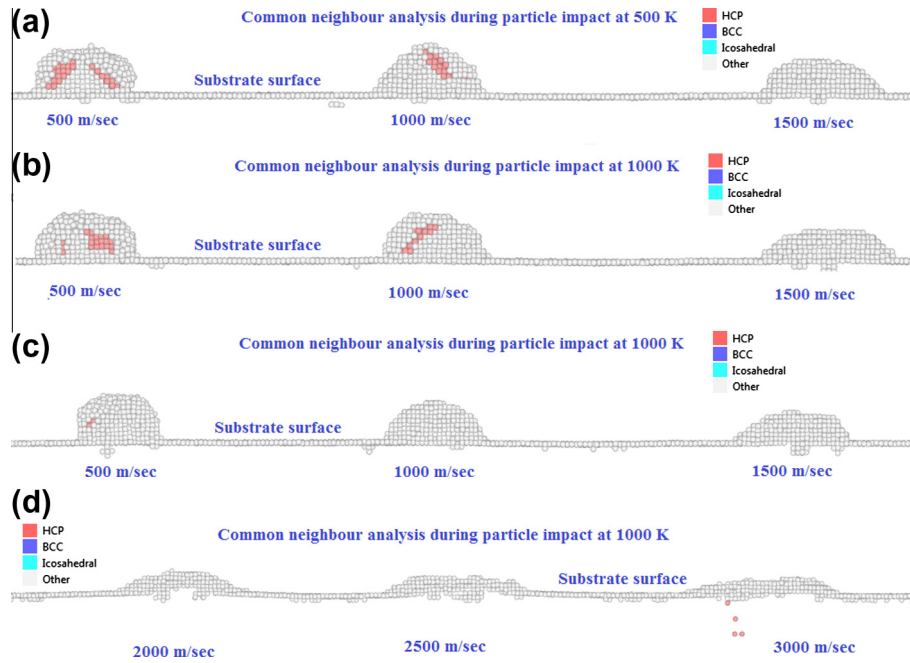 (a)
Common neighbour analysis during particle impact at 500 K
HCP
BCC
Icosahedral
Other
Substrate surface
500 m/sec
1000 m/sec
1500 m/sec
(b)
Common neighbour analysis during particle impact at 1000 K
HCP
BCC
Icosahedral
Other
Substrate surface
500 m/sec
1000 m/sec
1500 m/sec
(c)
Common neighbour analysis during particle impact at 1000 K
HCP
BCC
Icosahedral
Other
Substrate surface
500 m/sec
1000 m/sec
1500 m/sec
(d)
HCP
BCC
Icosahedral
Other
Common neighbour analysis during particle impact at 1000 K
Substrate surface
2000 m/sec
2500 m/sec
3000 m/sec